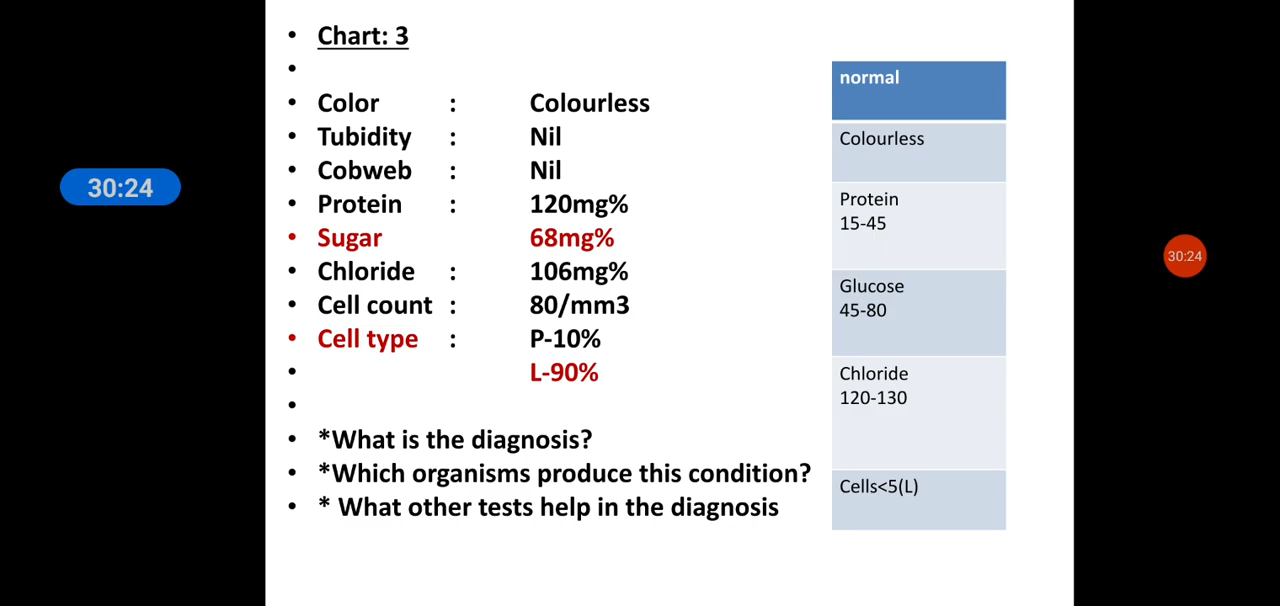 Chart: 3
Color : Colourless
Tubidity : Nil
Cobweb : Nil
Protein : 120mg%
Sugar 68mg%
Chloride : 106mg%
Cell count : 80/mm3
Cell type : P-10%
L-90%
*What is the diagnosis?
*Which organisms produce this condition?
* What other tests help in the diagnosis
normal
Colourless
Protein
15-45
Glucose
45-80
Chloride
120-130
Cells<5(L)
30:24
30:24